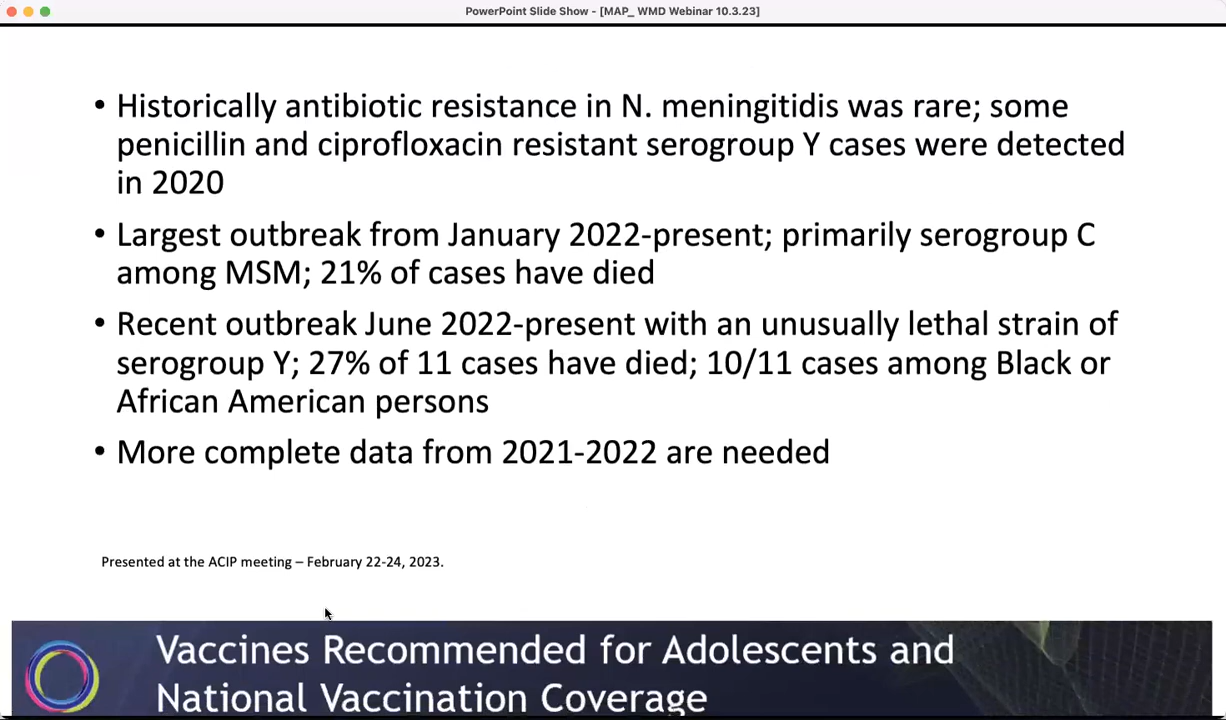 PowerPoint Slide Show - [MAP_ WMD Webinar 10.3.23]
• Historically antibiotic resistance in N. meningitidis was rare; some
penicillin and ciprofloxacin resistant serogroup Y cases were detected
in 2020
• Largest outbreak from January 2022-present; primarily serogroup C
among MSM; 21% of cases have died
• Recent outbreak June 2022-present with an unusually lethal strain of
serogroup Y; 27% of 11 cases have died; 10/11 cases among Black or
African American persons
• More complete data from 2021-2022 are needed
Presented at the ACIP meeting – February 22-24, 2023.
Vaccines Recommended for Adolescents and
National Vaccination Coverage